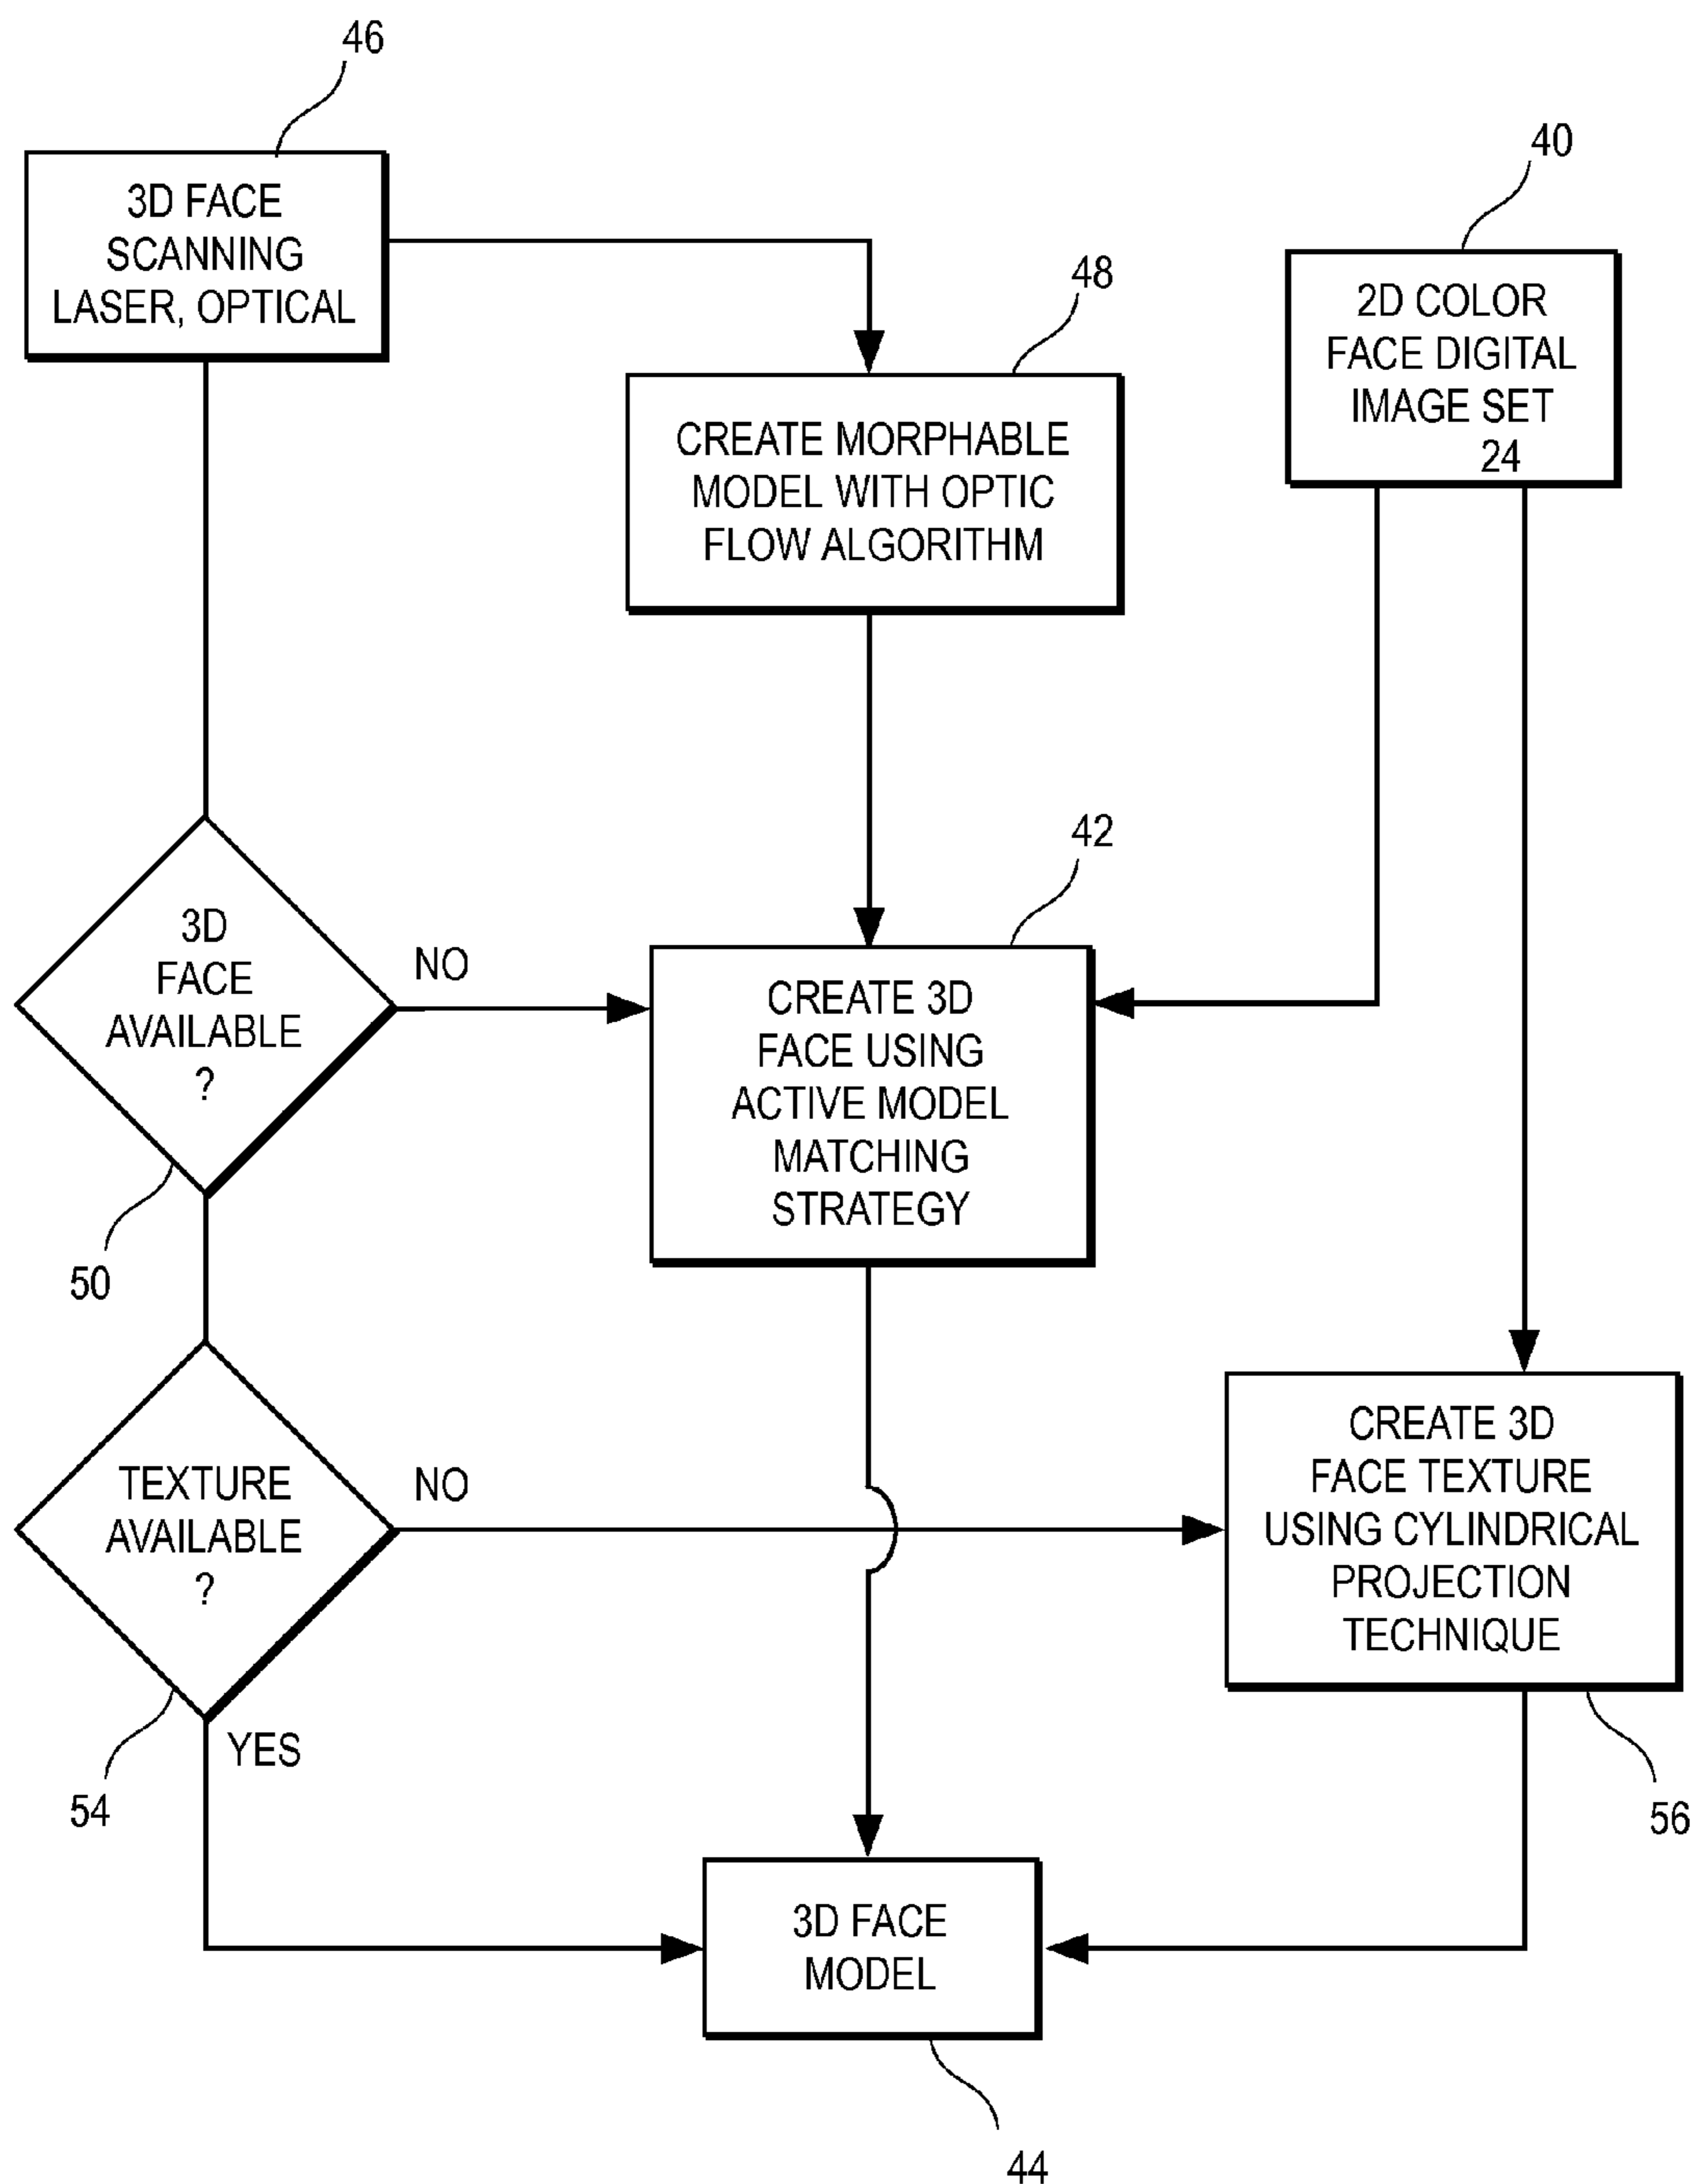 46
3D FACE
SCANNING
LASER, OPTICAL
40
2D COLOR
FACE DIGITAL
IMAGE SET
24
48
CREATE MORPHABLE
MODEL WITH OPTIC
FLOW ALGORITHM
3D
FACE
AVAILABLE
?
NO
50
42
CREATE 3D
FACE USING
ACTIVE MODEL
MATCHING
STRATEGY
TEXTURE
AVAILABLE
?
NO
YES
54
CREATE 3D
FACE TEXTURE
USING CYLINDRICAL
PROJECTION
TECHNIQUE
56
3D FACE
MODEL
44